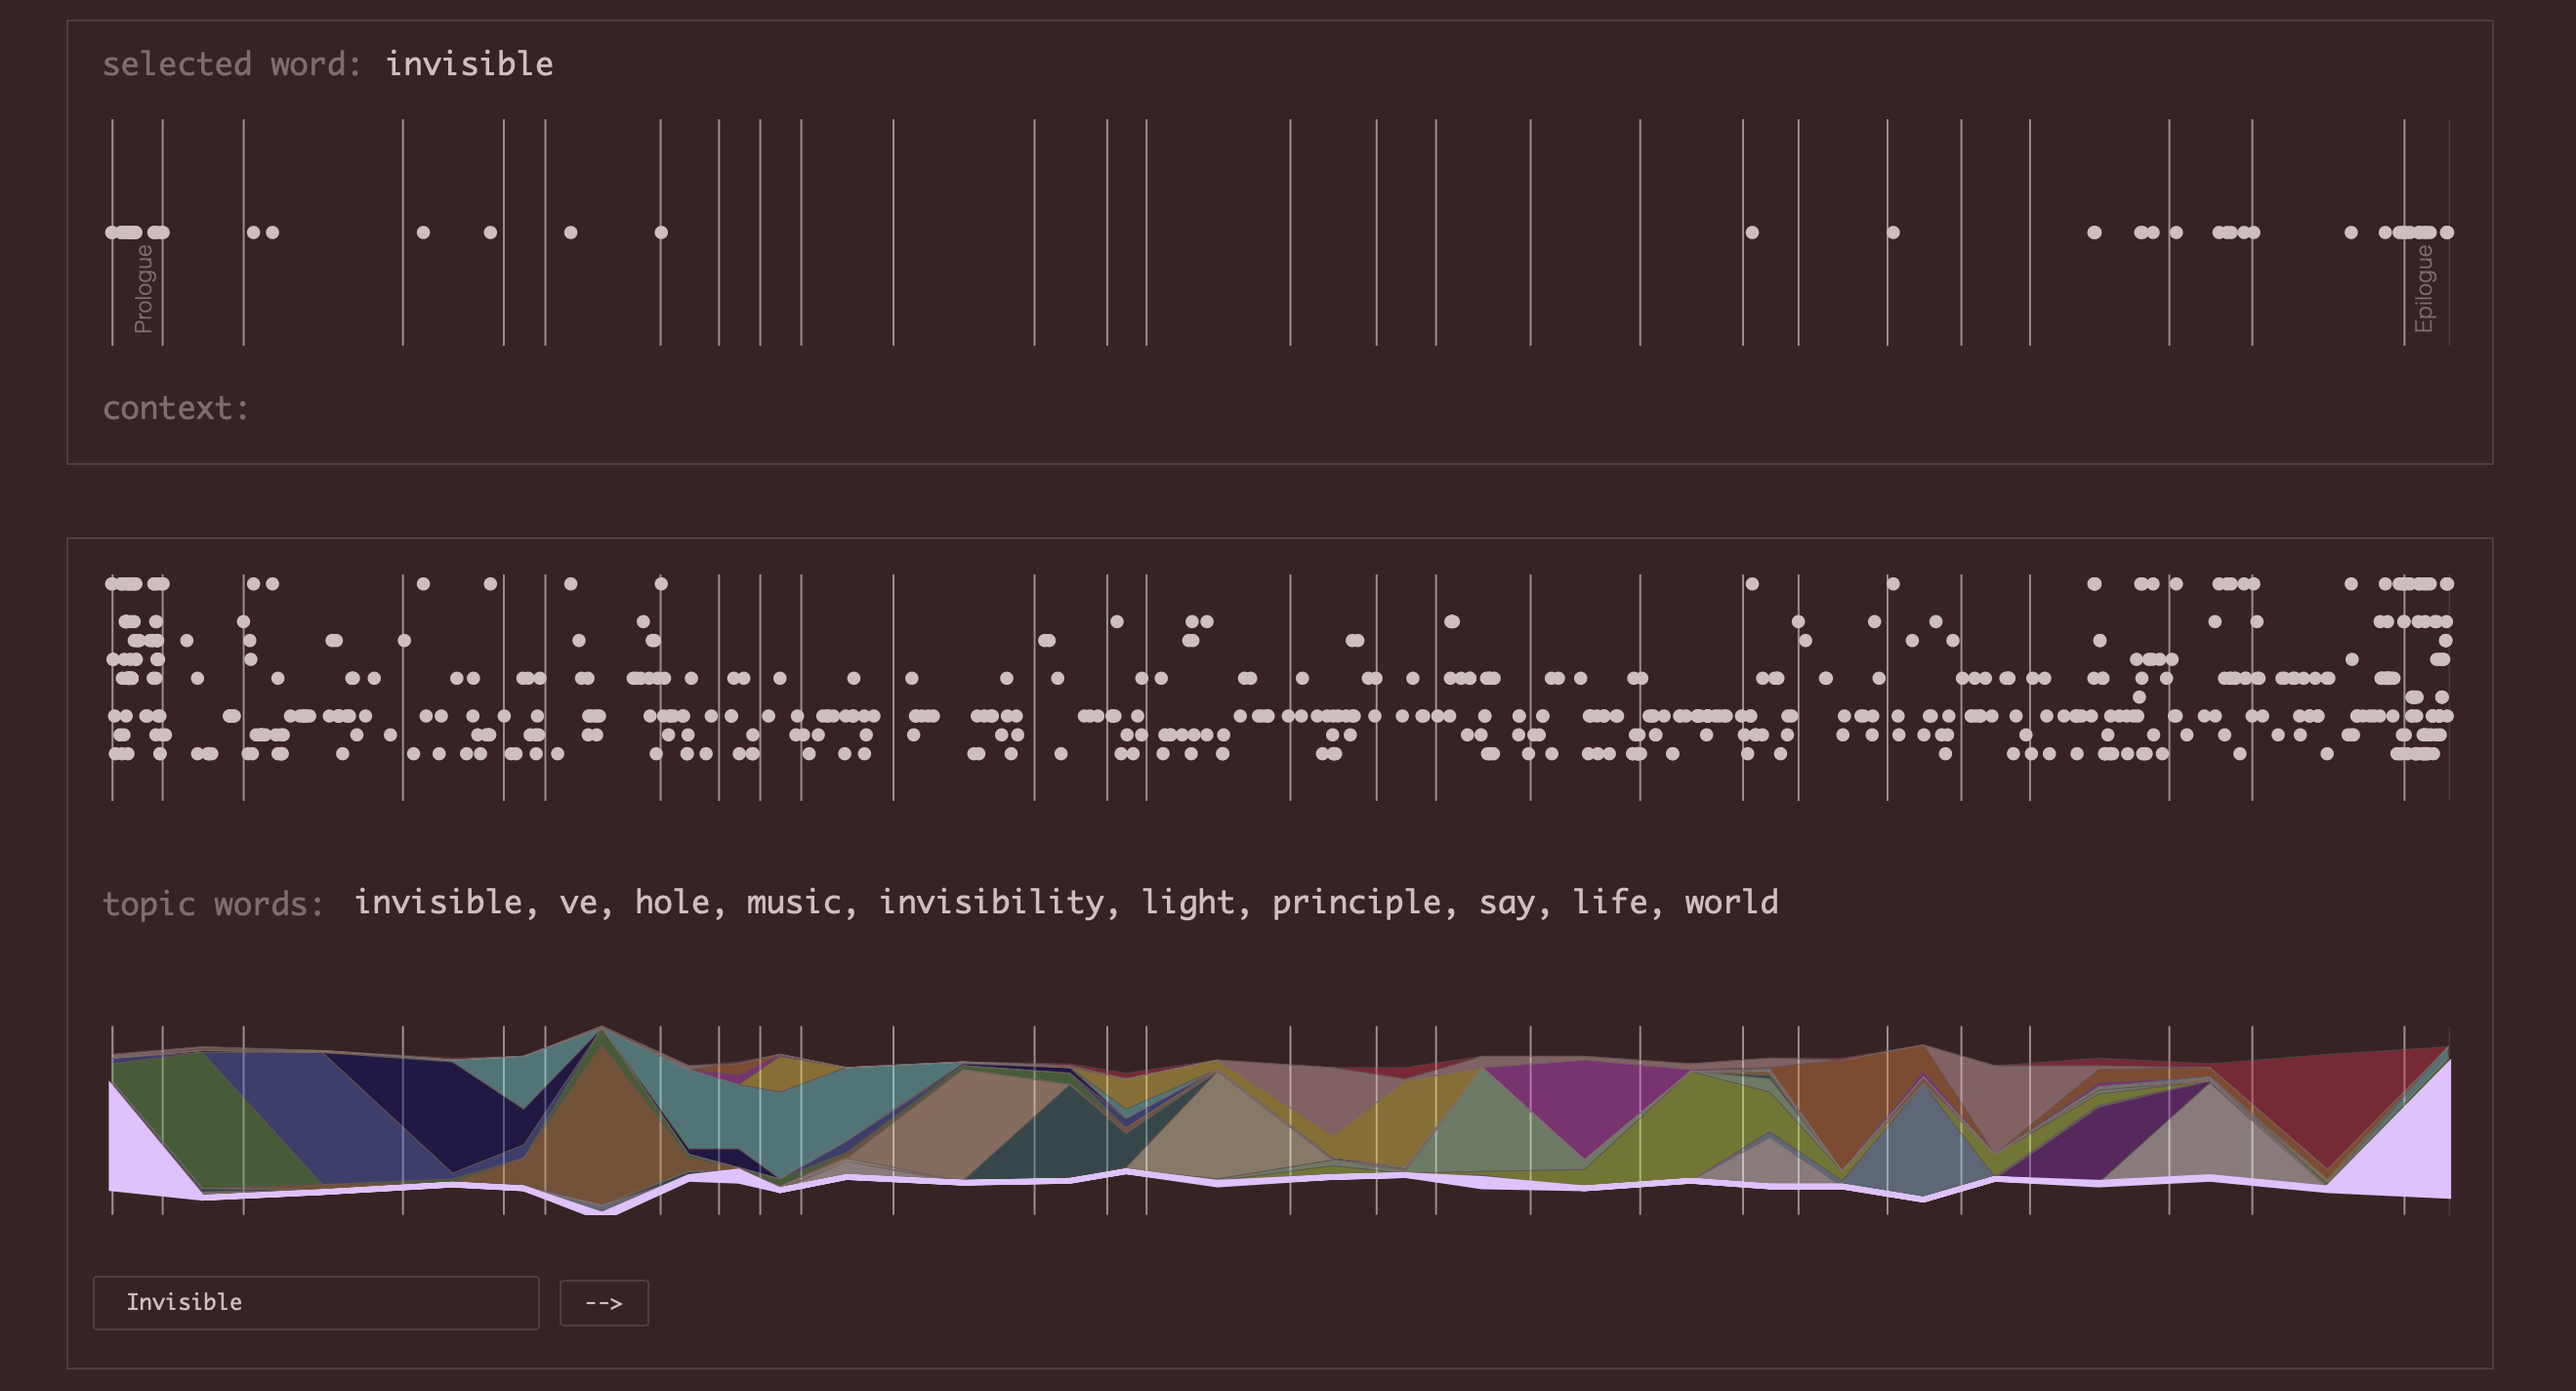 selected word: invisible
Prologue
Epilogue
context:
topic words: invisible, ve, hole, music, invisibility, light, principle, say, life, world
Invisible
-->